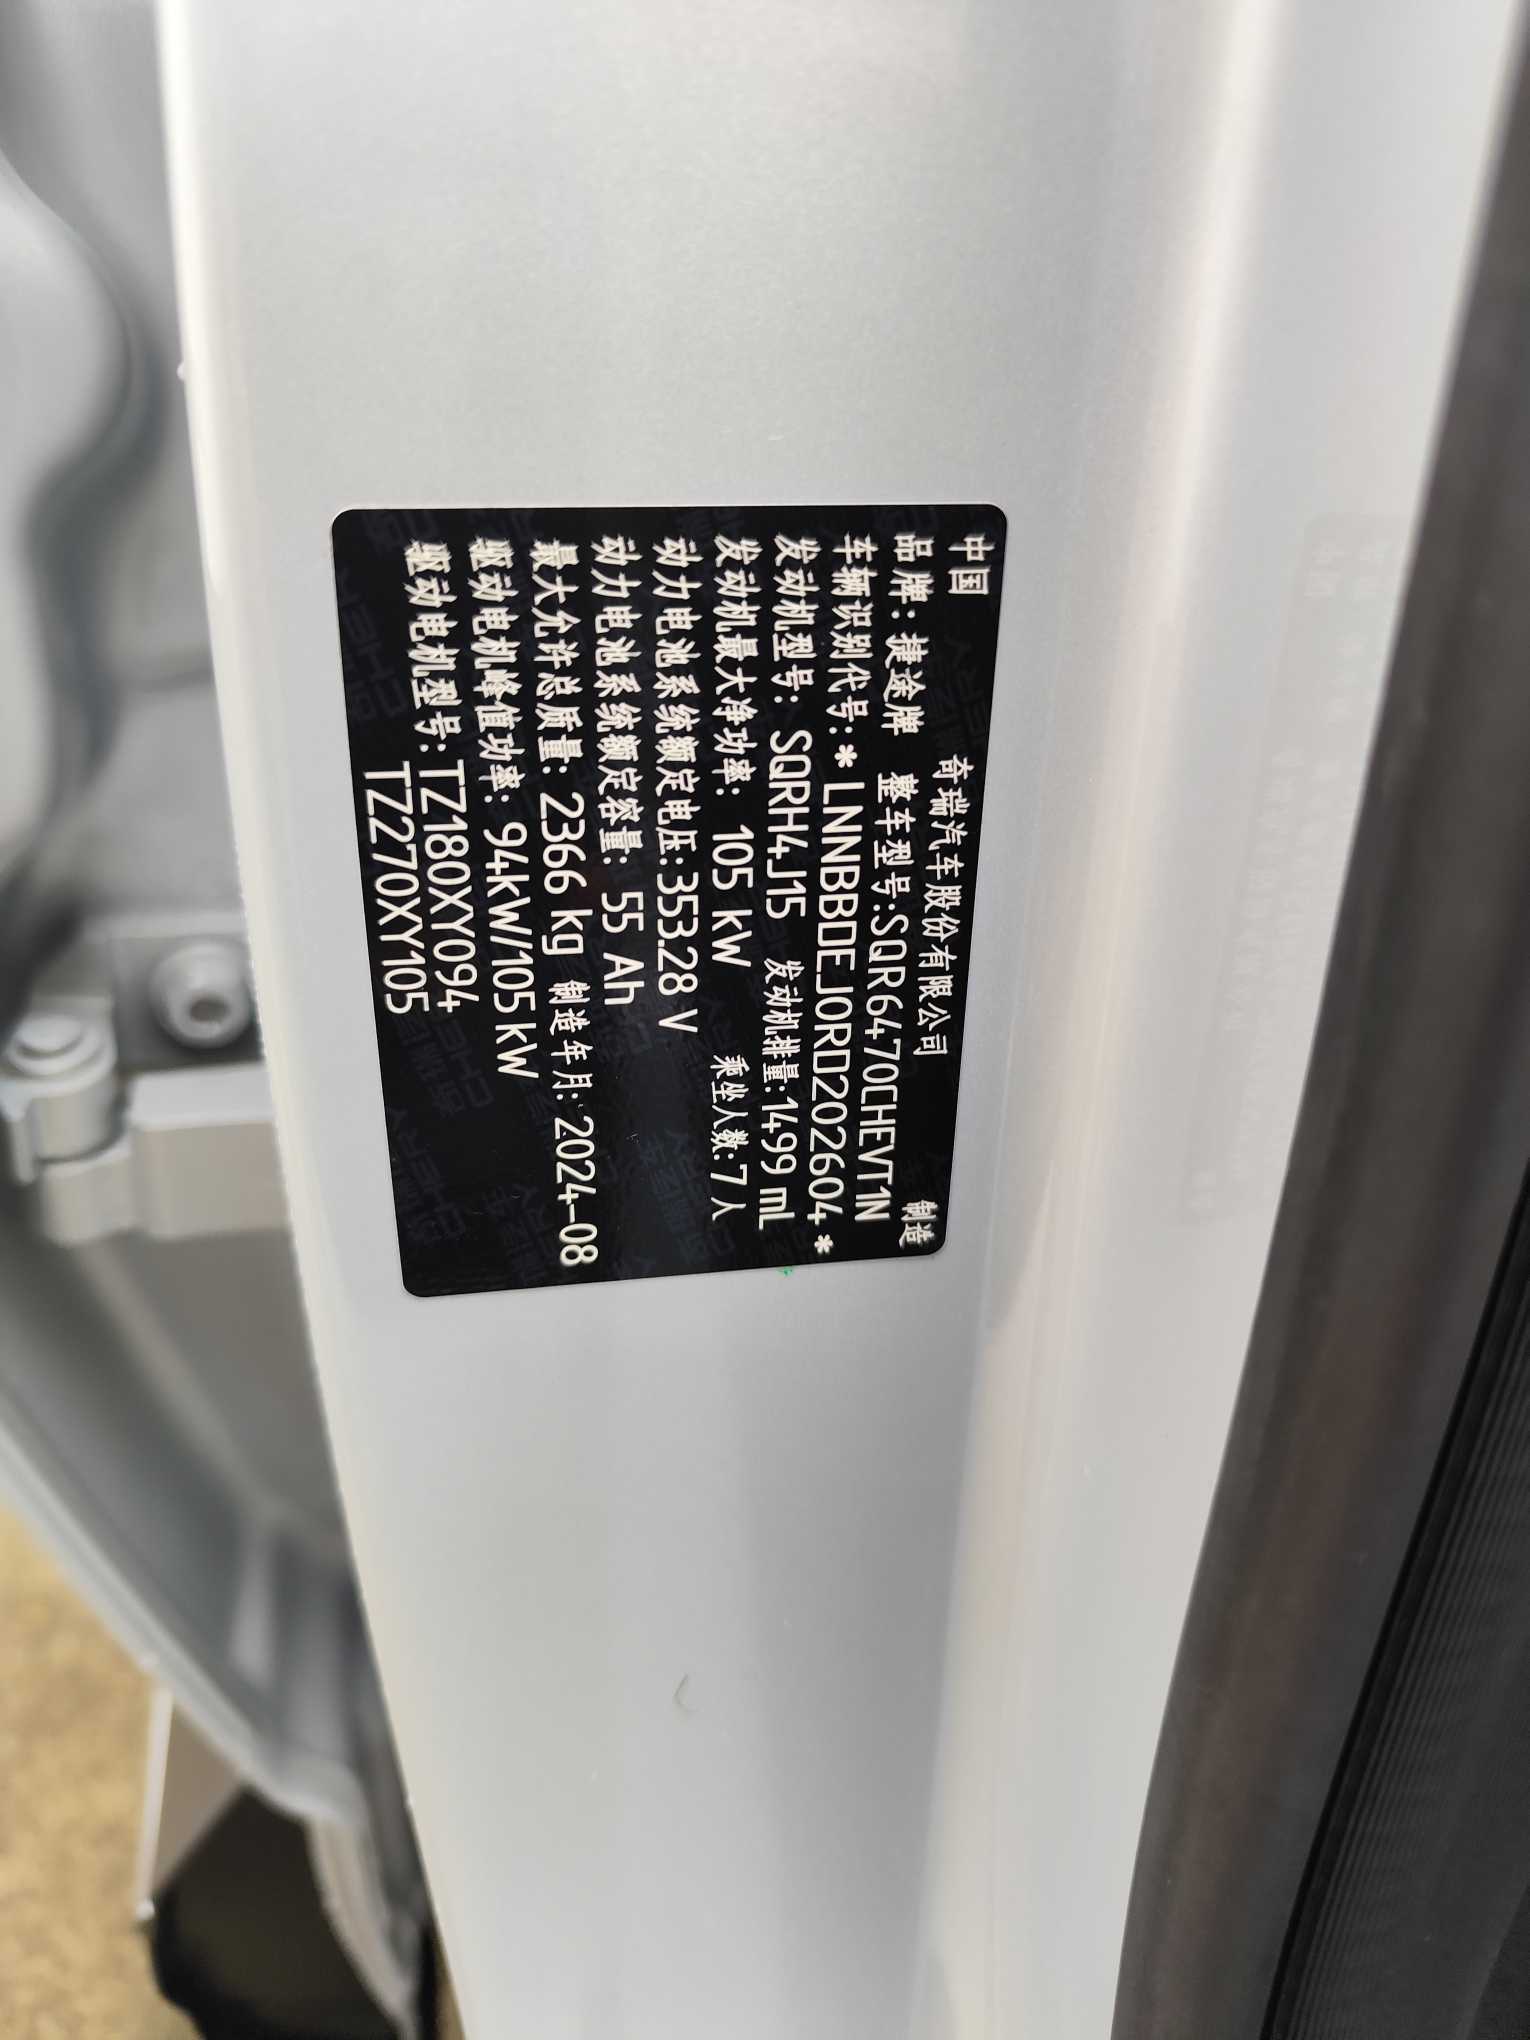 中国 奇瑞汽车股份有限公司 制造
品牌:捷途牌 整车型号:SQR6470CHEVT1N
车辆识别代号:*LNNBBDEJ0RD202604*
发动机型号:SQRH4J15 发动机排量:1499 mL
发动机最大净功率:105 kW 乘坐人数:7 人
动力电池系统额定电压:353.28 V
动力电池系统额定容量:55 Ah
最大允许总质量:2366 kg 制造年月:2024-08
驱动电机峰值功率:94kW/105kW
驱动电机型号:TZ180XY094
TZ270XY105